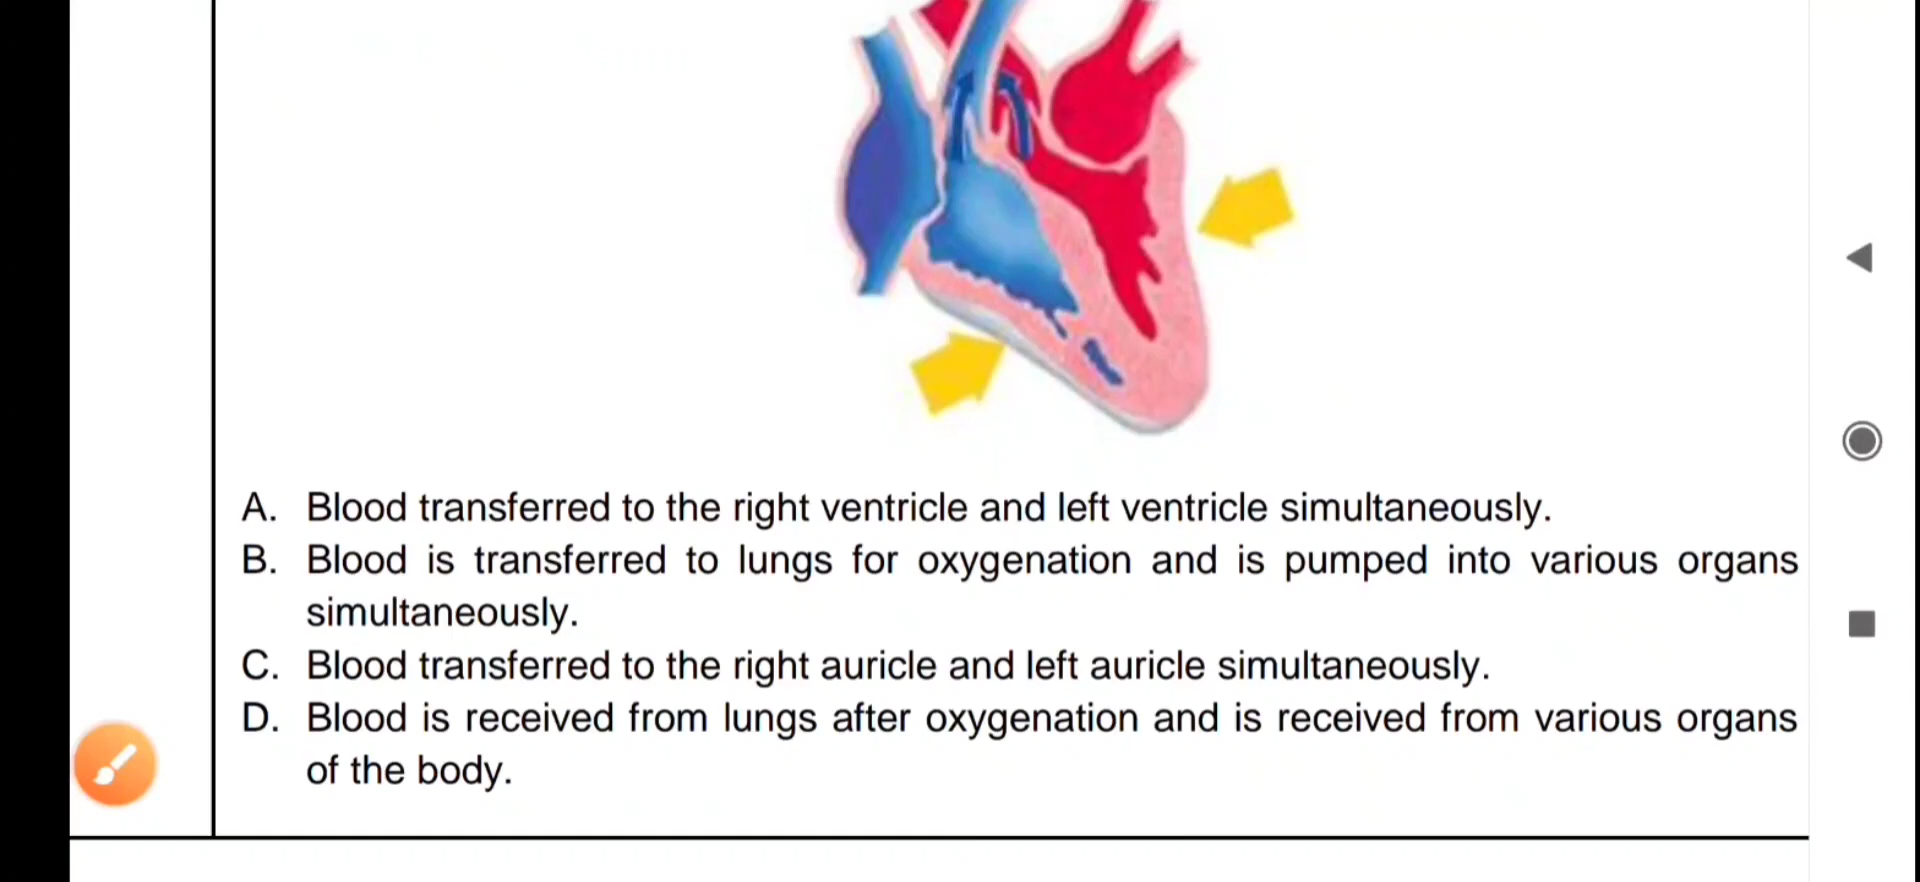 A. Blood transferred to the right ventricle and left ventricle simultaneously.
B. Blood is transferred to lungs for oxygenation and is pumped into various organs
simultaneously.
C. Blood transferred to the right auricle and left auricle simultaneously.
D. Blood is received from lungs after oxygenation and is received from various organs
of the body.